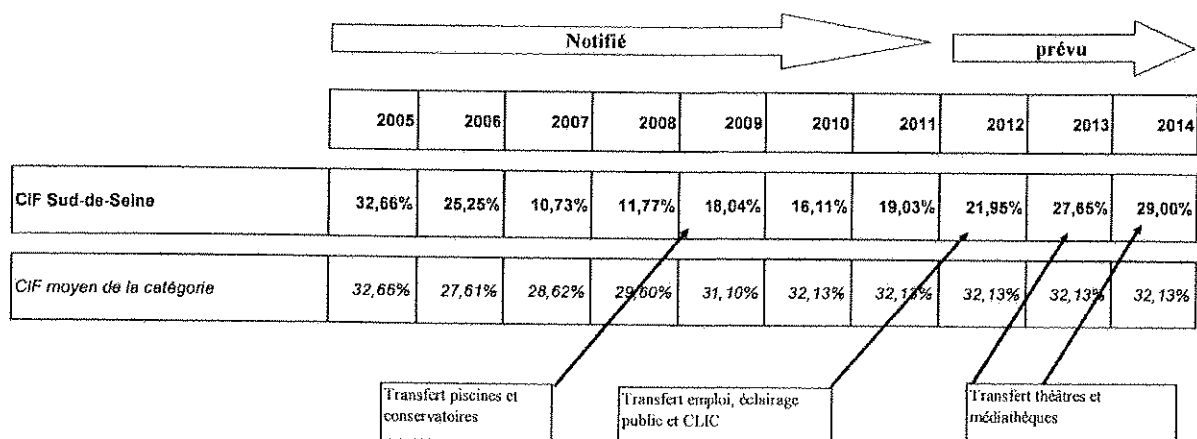 Notifié
prévu
2005 2006 2007 2008 2009 2010 2011 2012 2013 2014
CIF Sud-de-Seine 32,66% 25,25% 10,73% 11,77% 18,04% 16,11% 19,03% 21,95% 27,65% 29,00%
CIF moyen de la catégorie 32,66% 27,61% 28,62% 29,60% 31,10% 32,13% 32,13% 32,13% 32,13% 32,13%
Transfert piscines et
conservatoires
Transfert emploi, éclairage
public et CLIC
Transfert théâtres et
médiathèques